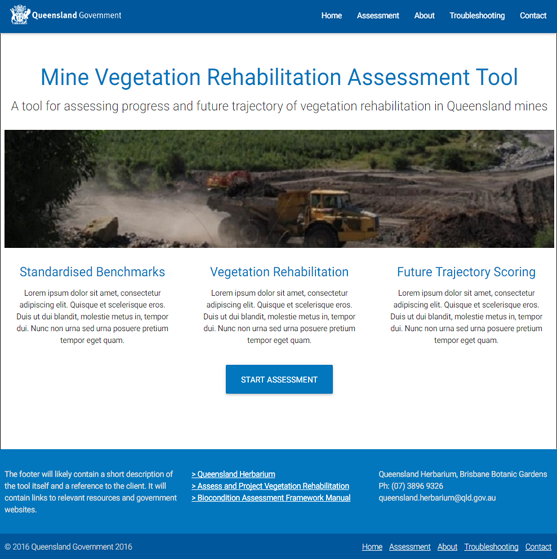 Queensland Government
Home Assessment About Troubleshooting Contact
Mine Vegetation Rehabilitation Assessment Tool
A tool for assessing progress and future trajectory of vegetation rehabilitation in Queensland mines
Standardised Benchmarks
Lorem ipsum dolor sit amet, consectetur
adipiscing elit. Quisque et scelerisque eros.
Duis ut dui blandit, molestie metus in, tempor
dui. Nunc non urna sed urna posuere pretium
tempor eget quam.
Vegetation Rehabilitation
Lorem ipsum dolor sit amet, consectetur
adipiscing elit. Quisque et scelerisque eros.
Duis ut dui blandit, molestie metus in, tempor
dui. Nunc non urna sed urna posuere pretium
tempor eget quam.
Future Trajectory Scoring
Lorem ipsum dolor sit amet, consectetur
adipiscing elit. Quisque et scelerisque eros.
Duis ut dui blandit, molestie metus in, tempor
dui. Nunc non urna sed urna posuere pretium
tempor eget quam.
START ASSESSMENT
The footer will likely contain a short description of
the tool itself and a reference to the client. It will
contain links to relevant resources and government
websites.
> Queensland Herbarium
> Assess and Project Vegetation Rehabilitation
> Biocondition Assessment Framework Manual
Queensland Herbarium, Brisbane Botanic Gardens
Ph: (07) 3896 9326
queensland.herbarium@qld.gov.au
© 2016 Queensland Government 2016
Home Assessment About Troubleshooting Contact